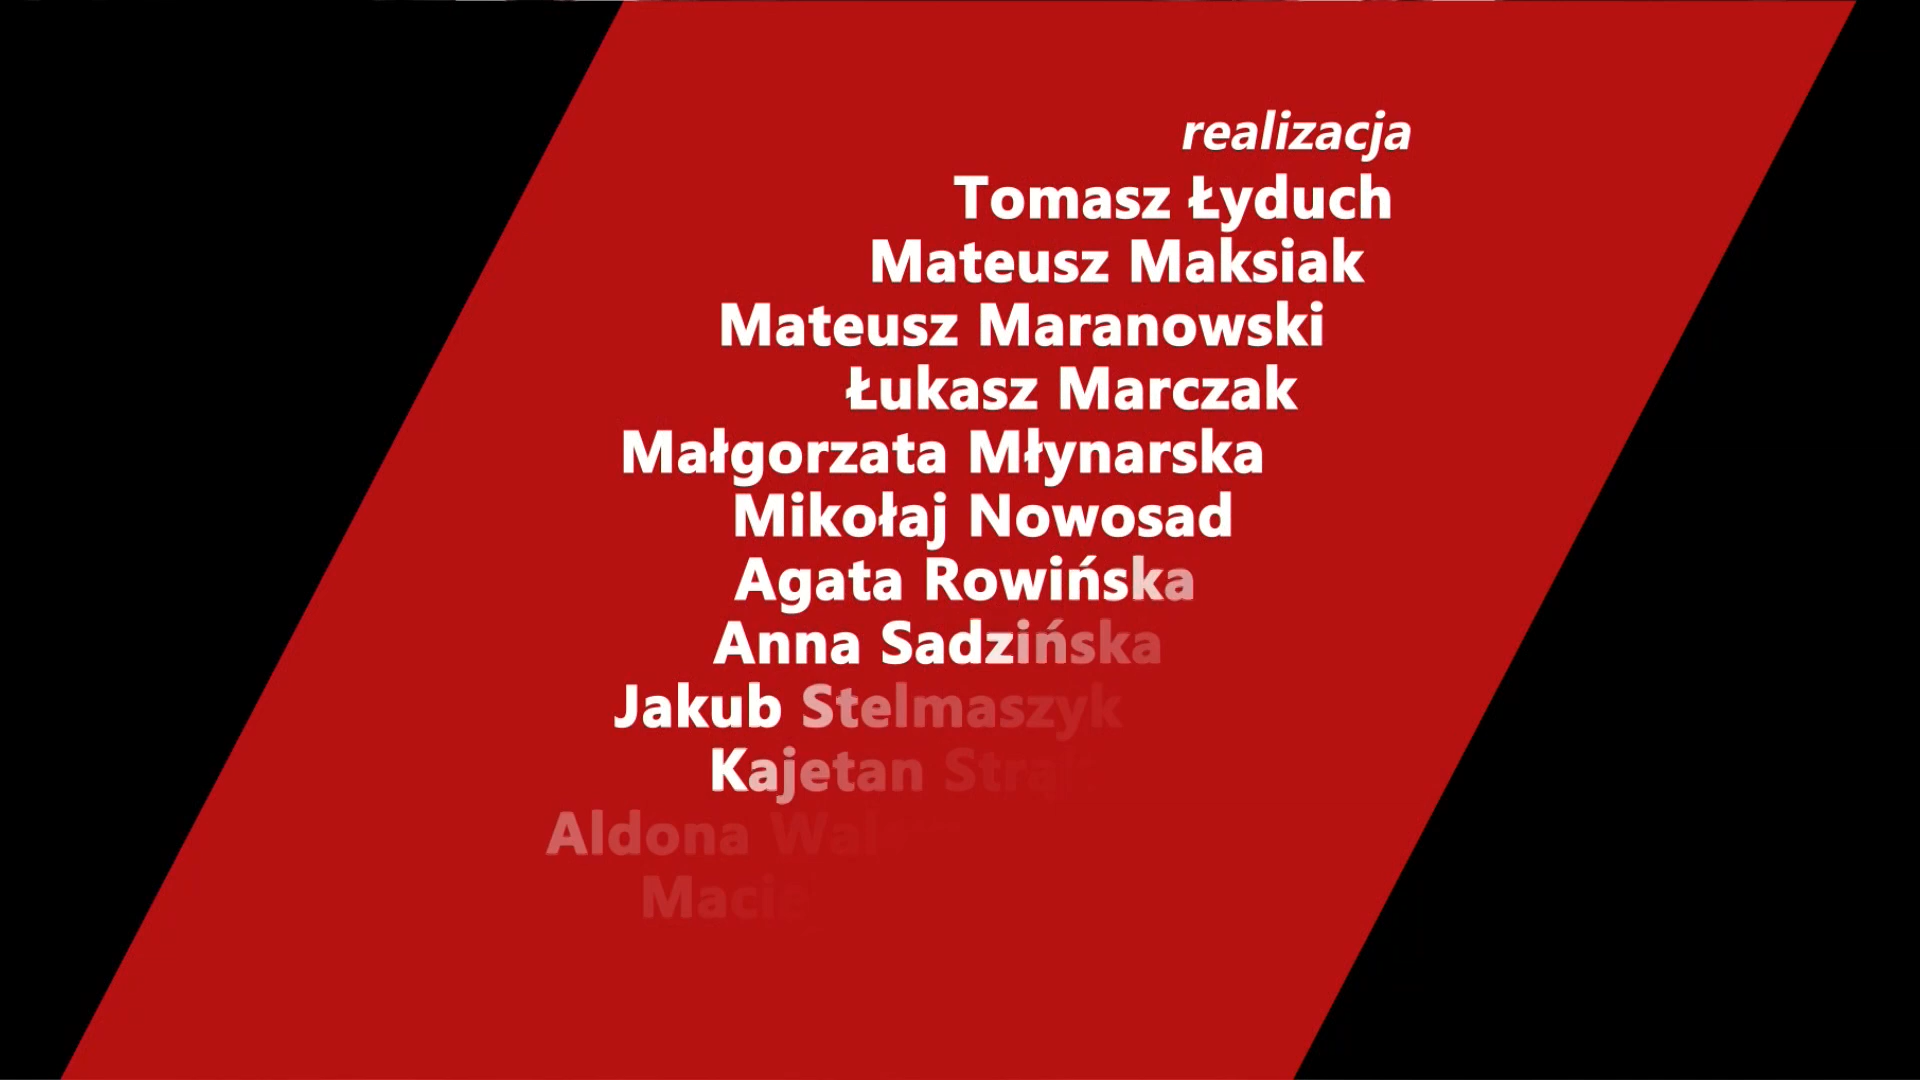 realizacja
Tomasz Łyduch
Mateusz Maksiak
Mateusz Maranowski
Łukasz Marczak
Małgorzata Młynarska
Mikołaj Nowosad
Agata Rowińska
Anna Sadzińska
Jakub Stelmaszyk
Kajetan
Aldona